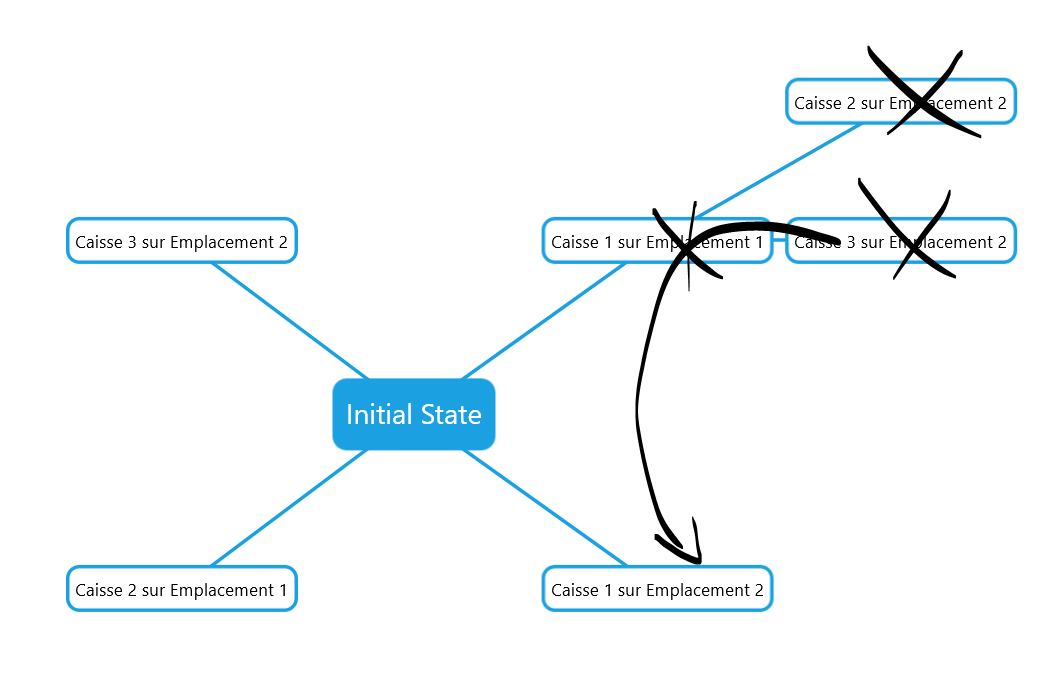 Caisse 2 sur Emplacement 2
Caisse 3 sur Emplacement 2
Caisse 1 sur Emplacement 1
Caisse 3 sur Emplacement 2
Initial State
Caisse 2 sur Emplacement 1
Caisse 1 sur Emplacement 2